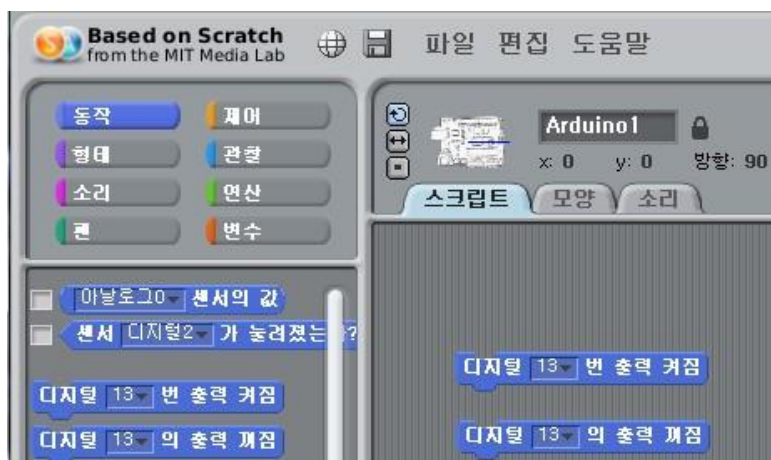 Based on Scratch
from the MIT Media Lab
파일 편집 도움말
동작 제어
형태 관찰
소리 연산
펜 변수
Arduino1
x: 0 y: 0 방향: 90
스크립트 모양 소리
아날로그0 센서의 값
센서 디지털2 가 눌려졌는 ?
디지털 13 번 출력 켜짐
디지털 13 의 출력 꺼짐
디지털 13 번 출력 켜짐
디지털 13 의 출력 꺼짐